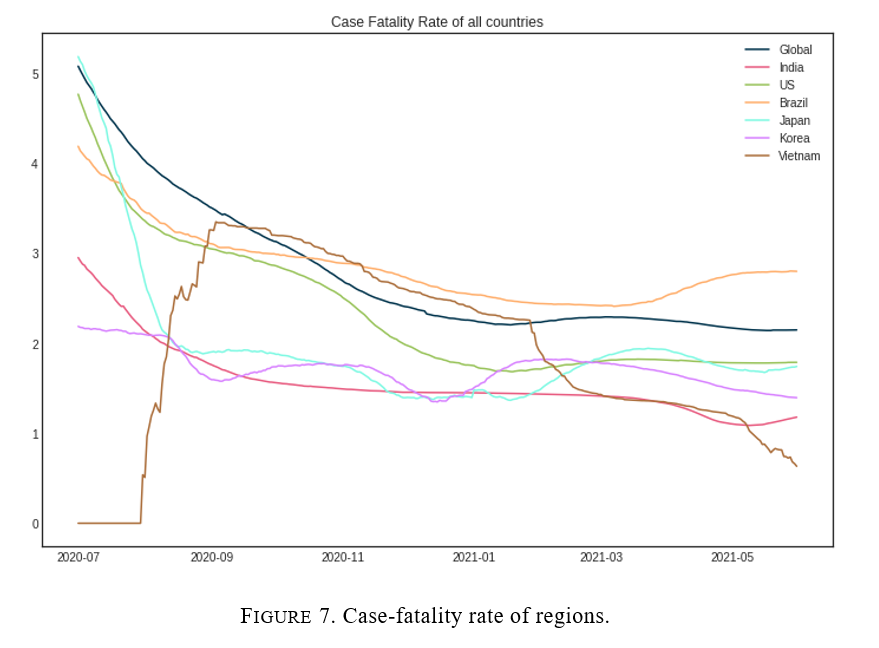 Case Fatality Rate of all countries
Global
India
US
Brazil
Japan
Korea
Vietnam
5
4
3
2
1
0
2020-07 2020-09 2020-11 2021-01 2021-03 2021-05
FIGURE 7. Case-fatality rate of regions.